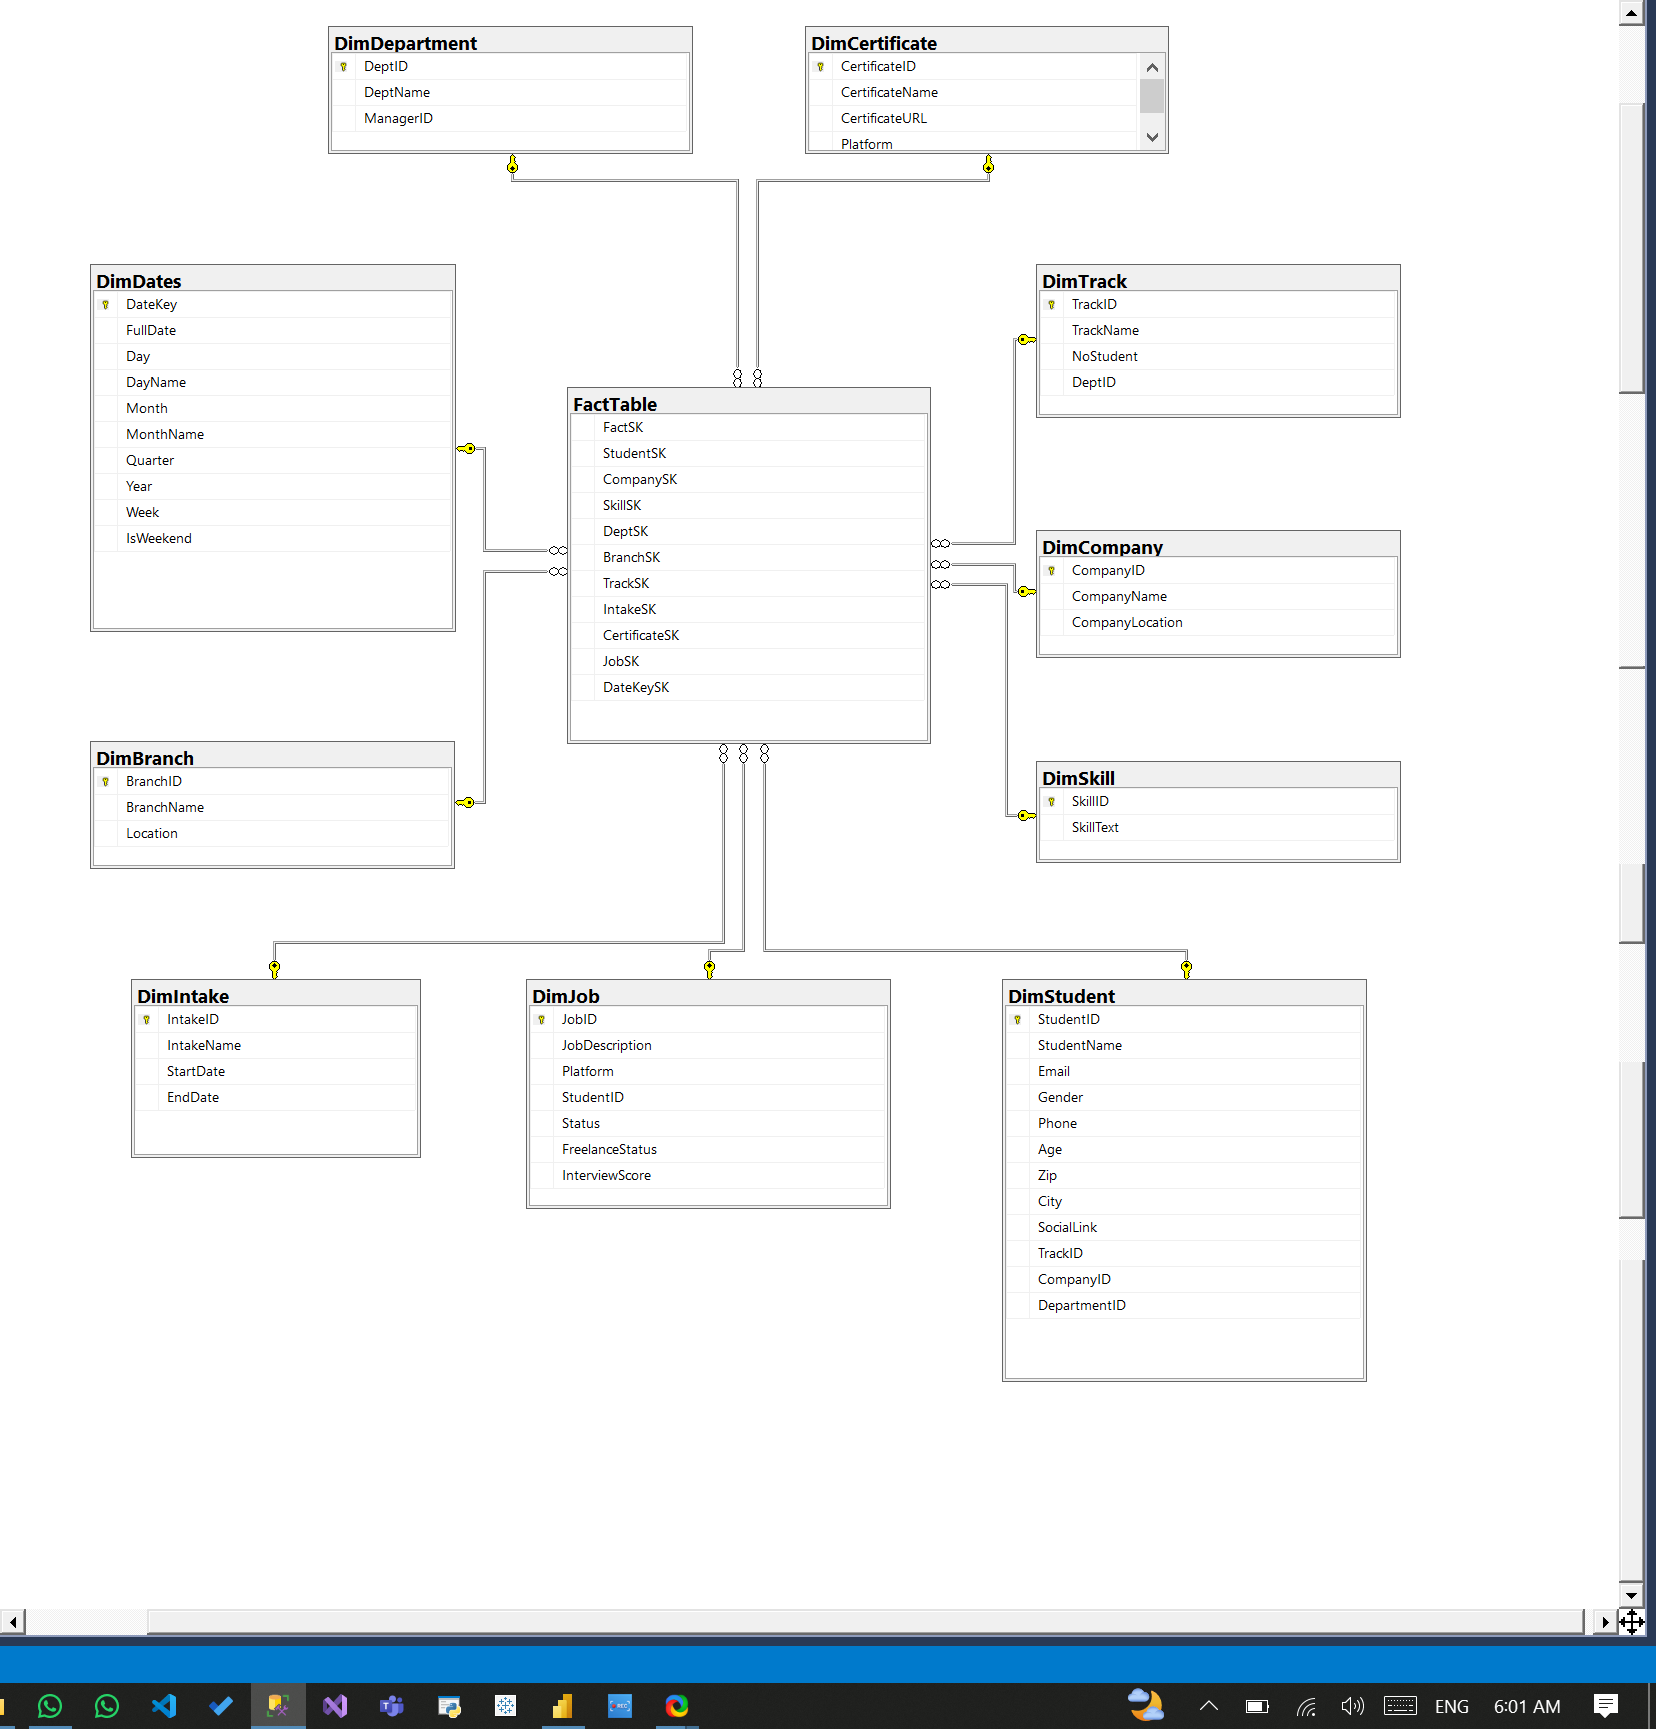 DimDepartment
DeptID
DeptName
ManagerID
DimCertificate
CertificateID
CertificateName
CertificateURL
Platform
DimDates
DateKey
FullDate
Day
DayName
Month
MonthName
Quarter
Year
Week
IsWeekend
DimTrack
TrackID
TrackName
NoStudent
DeptID
FactTable
FactSK
StudentSK
CompanySK
SkillSK
DeptSK
BranchSK
TrackSK
IntakeSK
CertificateSK
JobSK
DateKeySK
DimCompany
CompanyID
CompanyName
CompanyLocation
DimBranch
BranchID
BranchName
Location
DimSkill
SkillID
SkillText
DimIntake
IntakeID
IntakeName
StartDate
EndDate
DimJob
JobID
JobDescription
Platform
StudentID
Status
FreelanceStatus
InterviewScore
DimStudent
StudentID
StudentName
Email
Gender
Phone
Age
Zip
City
SocialLink
TrackID
CompanyID
DepartmentID
ENG
6:01 AM